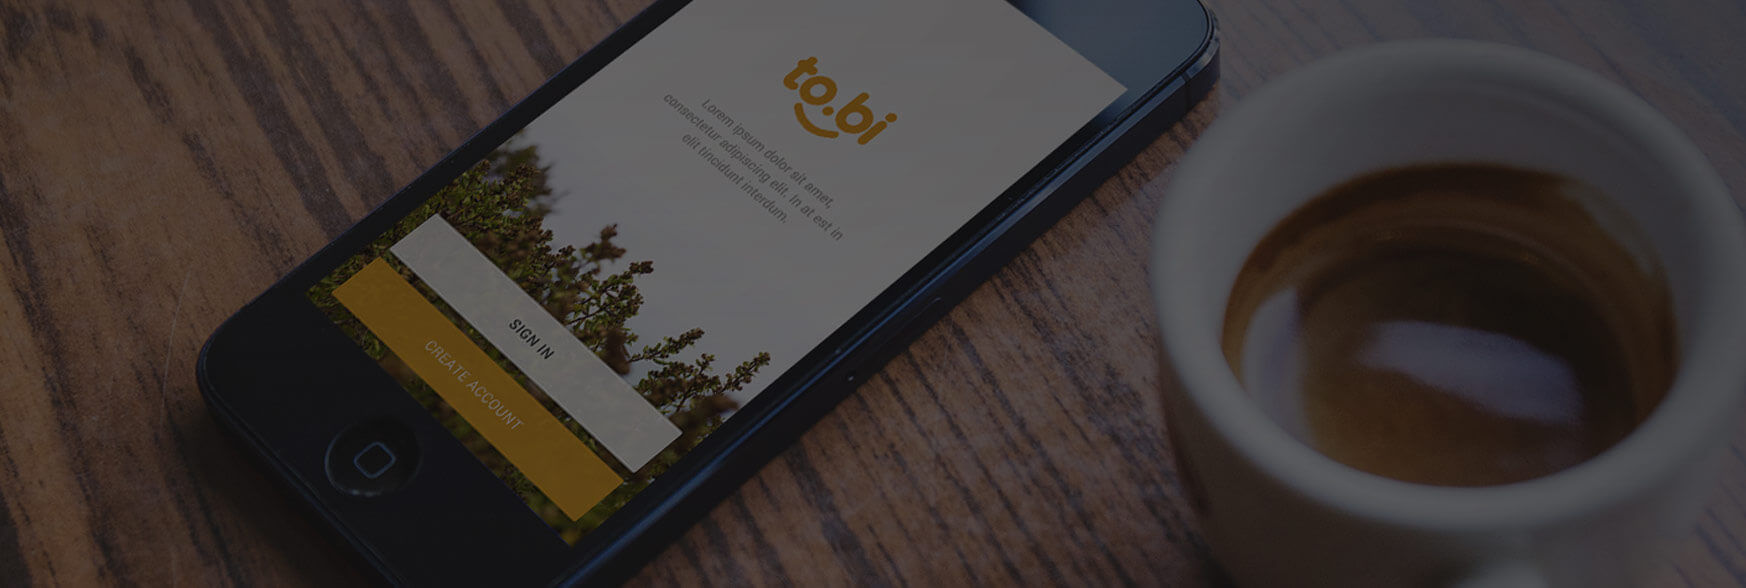 to.bi
Lorem ipsum dolor sit amet,
consectetur adipiscing elit. In at est in
elit tincidunt interdum.
SIGN IN
CREATE ACCOUNT